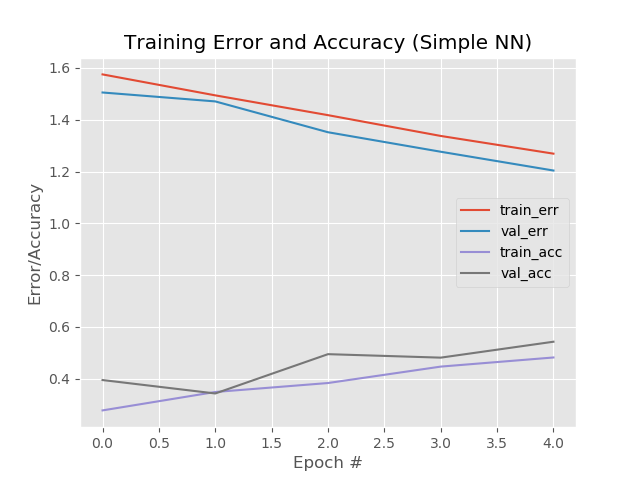 Training Error and Accuracy (Simple NN)
1.6
1.4
1.2
1.0
0.8
0.6
0.4
Error/Accuracy
train_err
val_err
train_acc
val_acc
0.0 0.5 1.0 1.5 2.0 2.5 3.0 3.5 4.0
Epoch #